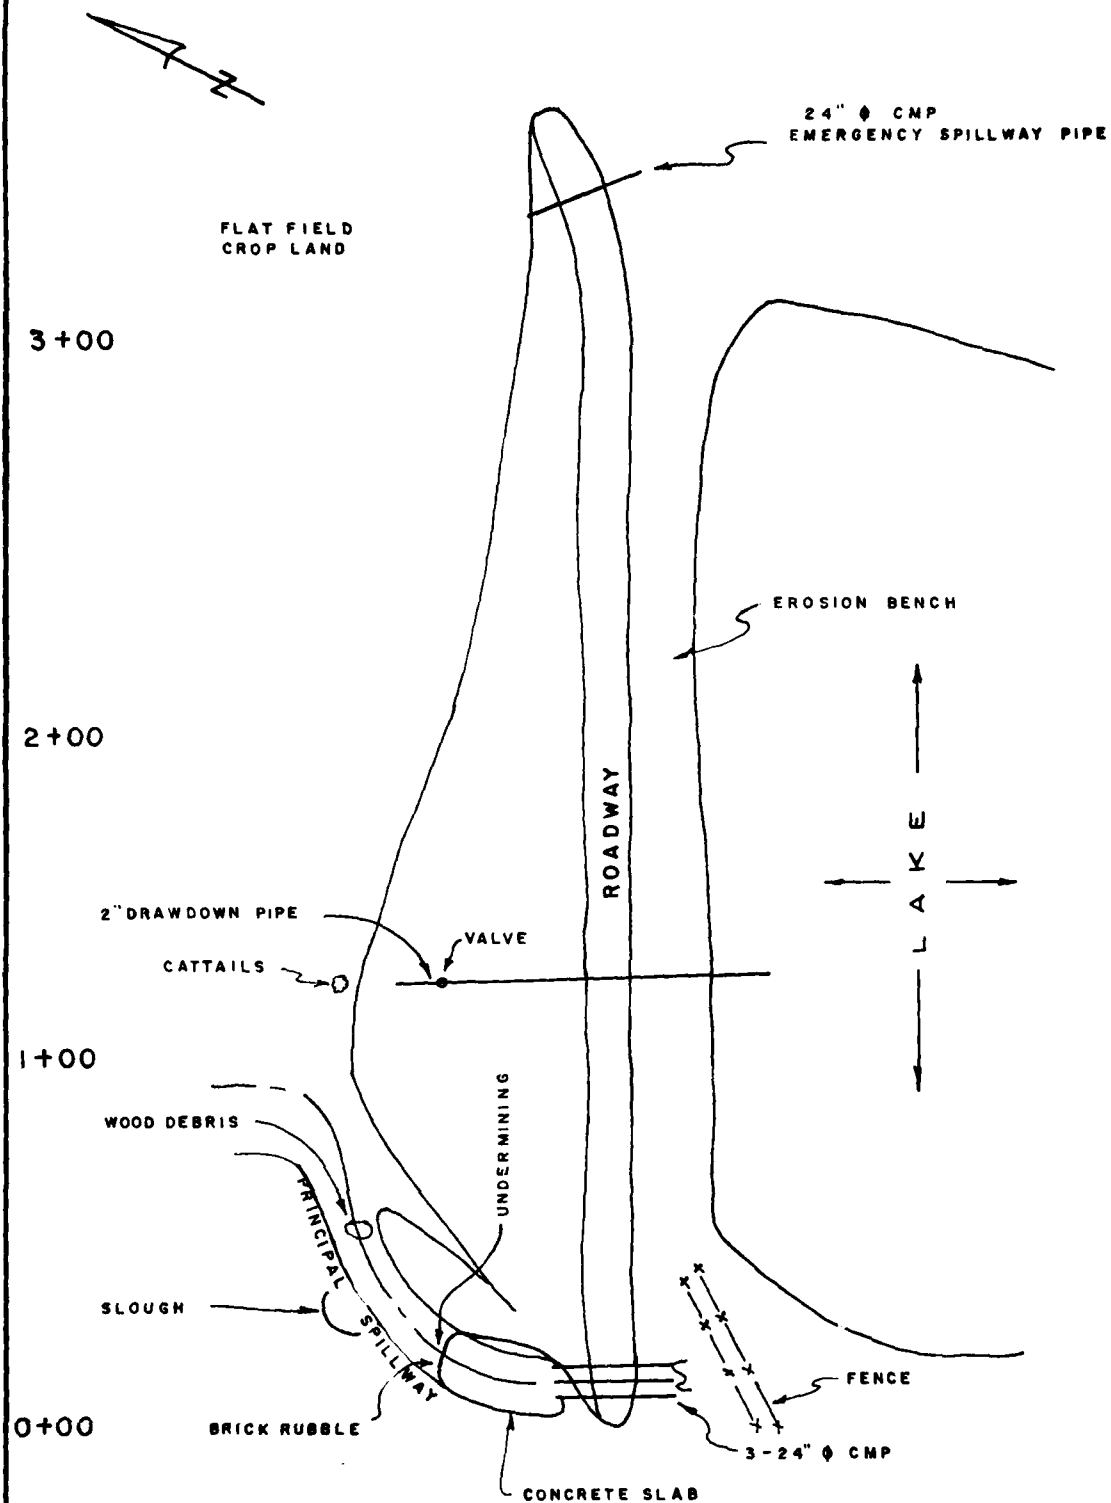 N
24" ϕ CMP
EMERGENCY SPILLWAY PIPE
FLAT FIELD
CROP LAND
3+00
EROSION BENCH
2+00
ROADWAY
LAKE
2" DRAWDOWN PIPE
VALVE
CATTAILS
1+00
UNDERMINING
WOOD DEBRIS
PRINCIPAL SPILLWAY
SLOUGH
FENCE
BRICK RUBBLE
0+00
3-24" ϕ CMP
CONCRETE SLAB